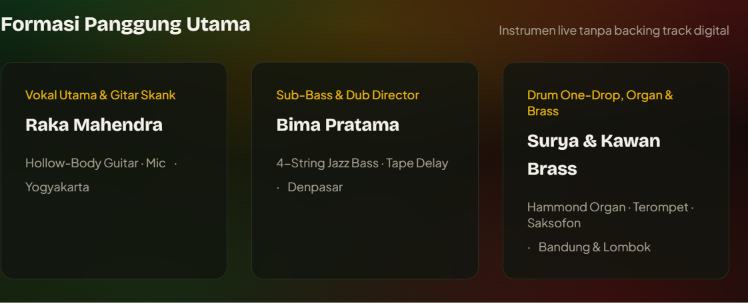 Formasi Panggung Utama
Instrumen live tanpa backing track digital
Vokal Utama & Gitar Skank
Raka Mahendra
Hollow-Body Guitar · Mic ·
Yogyakarta
Sub-Bass & Dub Director
Bima Pratama
4-String Jazz Bass · Tape Delay
· Denpasar
Drum One-Drop, Organ &
Brass
Surya & Kawan
Brass
Hammond Organ · Terompet ·
Saksofon
· Bandung & Lombok